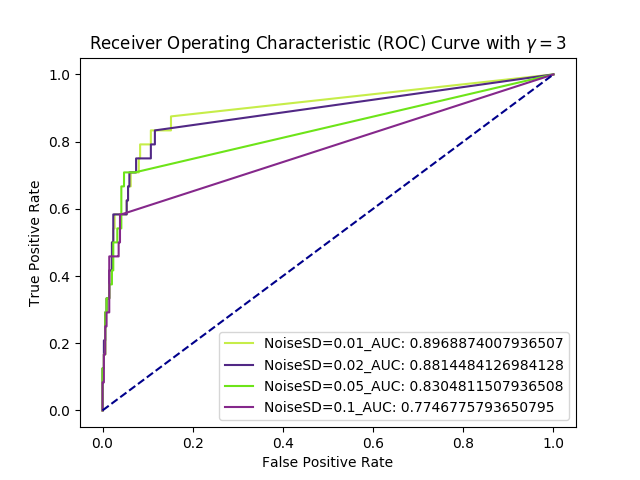 Receiver Operating Characteristic (ROC) Curve with γ = 3
True Positive Rate
1.0
0.8
0.6
0.4
0.2
0.0
NoiseSD=0.01_AUC: 0.8968874007936507
NoiseSD=0.02_AUC: 0.8814484126984128
NoiseSD=0.05_AUC: 0.8304811507936508
NoiseSD=0.1_AUC: 0.7746775793650795
0.0 0.2 0.4 0.6 0.8 1.0
False Positive Rate